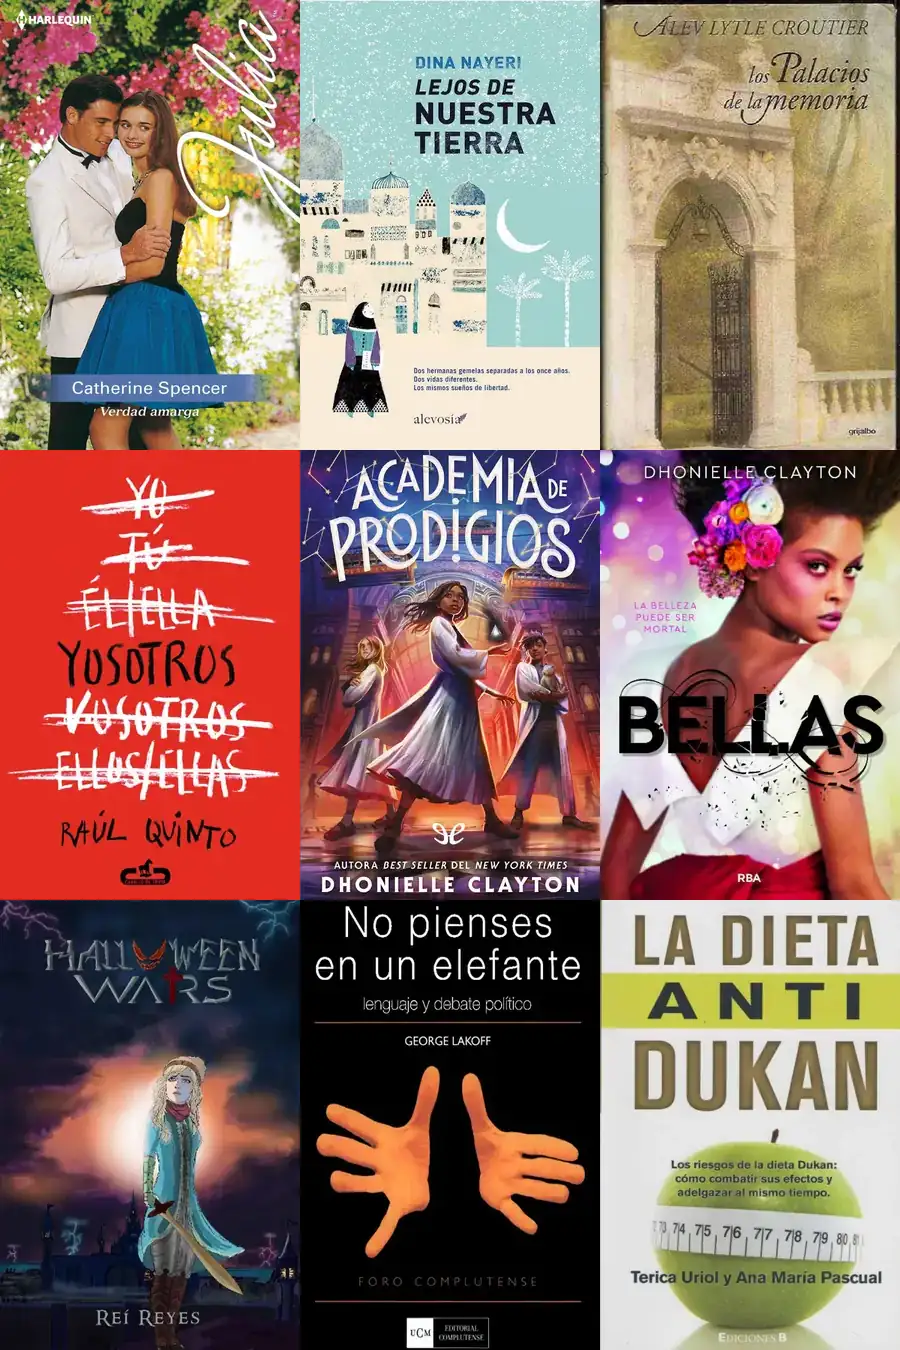 HARLEQUIN
Julia
Catherine Spencer
Verdad amarga
DINA NAYERI
LEJOS DE
NUESTRA
TIERRA
Dos hermanas gemelas separadas a los once años.
Dos vidas diferentes.
Los mismos sueños de libertad.
alevosía
ALEV LYTLE CROUTIER
los Palacios
de la memoria
grijalbo
YO
TÚ
ÉL/ELLA
YOSOTROS
VOSOTROS
ELLOS/ELLAS
RAÚL QUINTO
ACADEMIA DE
PRODIGIOS
AUTORA BEST SELLER DEL NEW YORK TIMES
DHONIELLE CLAYTON
DHONIELLE CLAYTON
LA BELLEZA
PUEDE SER
MORTAL
BELLAS
RBA
HALLOWEEN
WARS
REÍ REYES
No pienses
en un elefante
lenguaje y debate político
GEORGE LAKOFF
FORO COMPLUTENSE
UCM
EDITORIAL
COMPLUTENSE
LA DIETA
ANTI
DUKAN
Los riesgos de la dieta Dukan:
cómo combatir sus efectos y
adelgazar al mismo tiempo.
73 74 75 76 77 78 79 80
Terica Uriol y Ana María Pascual
EDICIONES B